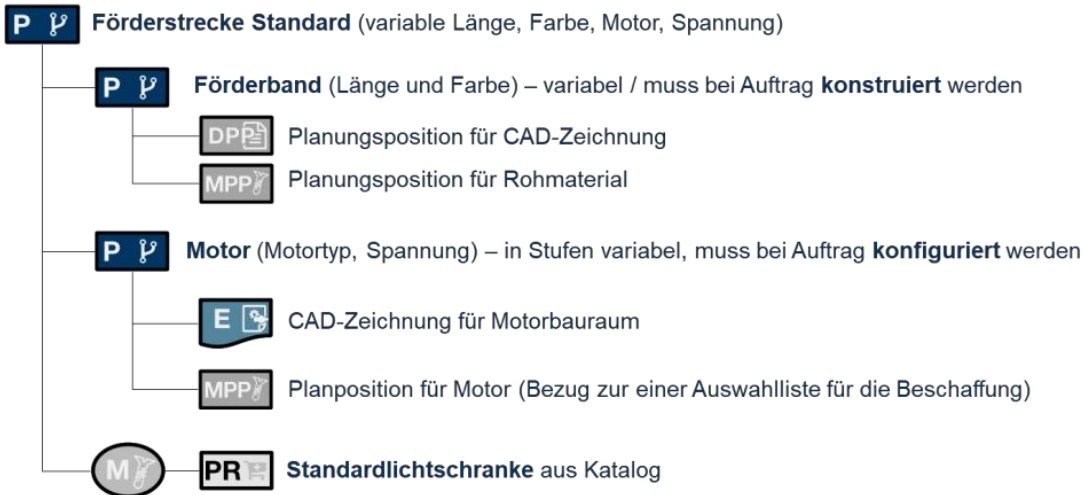 P Förderstrecke Standard (variable Länge, Farbe, Motor, Spannung)
P Förderband (Länge und Farbe) – variabel / muss bei Auftrag konstruiert werden
DPP Planungsposition für CAD-Zeichnung
MPP Planungsposition für Rohmaterial
P Motor (Motortyp, Spannung) – in Stufen variabel, muss bei Auftrag konfiguriert werden
E CAD-Zeichnung für Motorbauraum
MPP Planposition für Motor (Bezug zur einer Auswahlliste für die Beschaffung)
M PR Standardlichtschranke aus Katalog